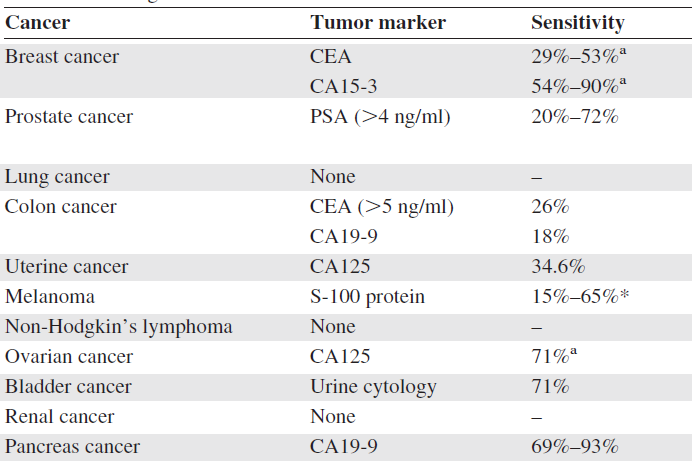 Cancer Tumor marker Sensitivity
Breast cancer CEA 29%–53%ᵃ
CA15-3 54%–90%ᵃ
Prostate cancer PSA (>4 ng/ml) 20%–72%
Lung cancer None –
Colon cancer CEA (>5 ng/ml) 26%
CA19-9 18%
Uterine cancer CA125 34.6%
Melanoma S-100 protein 15%–65%*
Non-Hodgkin’s lymphoma None –
Ovarian cancer CA125 71%ᵃ
Bladder cancer Urine cytology 71%
Renal cancer None –
Pancreas cancer CA19-9 69%–93%